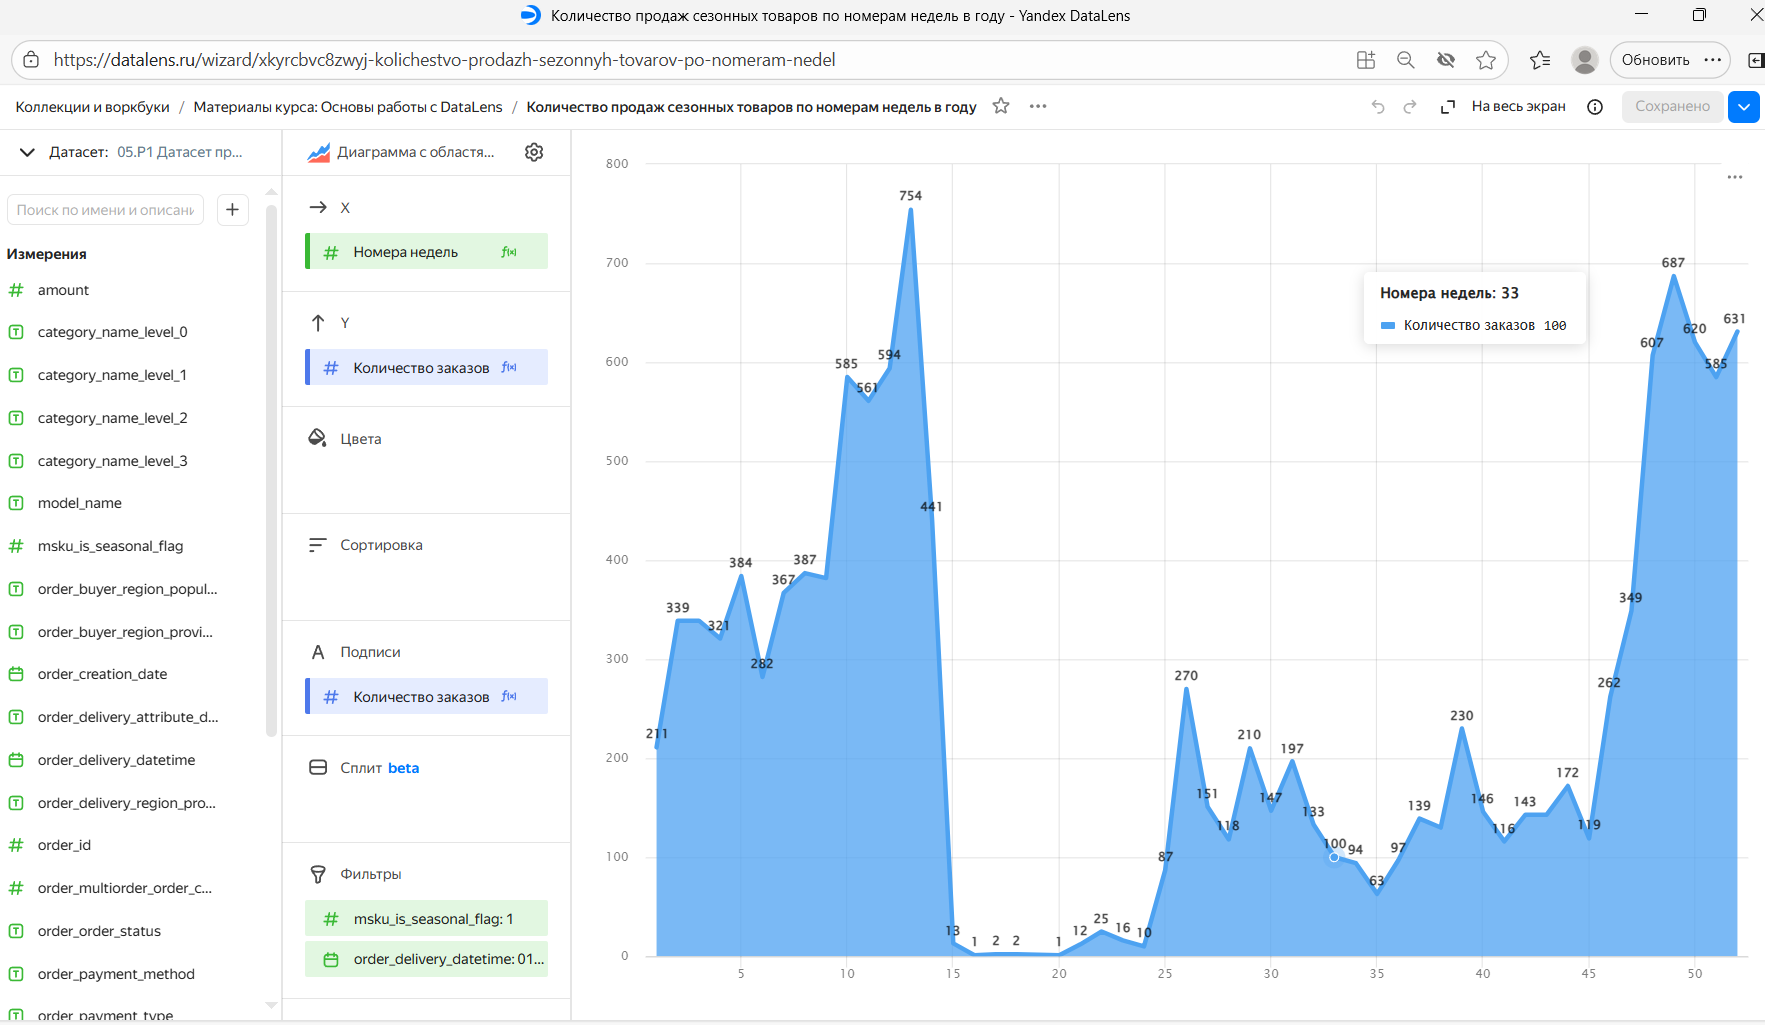 Количество продаж сезонных товаров по номерам недель в году - Yandex DataLens
https://datalens.ru/wizard/xkyrcbvc8zwyj-kolichestvo-prodazh-sezonnyh-tovarov-po-nomeram-nedel
Обновить
Коллекции и воркбуки / Материалы курса: Основы работы с DataLens / Количество продаж сезонных товаров по номерам недель в году
На весь экран
Сохранено
Датасет: 05.P1 Датасет пр...
Поиск по имени и описани
Измерения
amount
category_name_level_0
category_name_level_1
category_name_level_2
category_name_level_3
model_name
msku_is_seasonal_flag
order_buyer_region_popul...
order_buyer_region_provi...
order_creation_date
order_delivery_attribute_d...
order_delivery_datetime
order_delivery_region_pro...
order_id
order_multiorder_order_c...
order_order_status
order_payment_method
order_payment_type
Диаграмма с областя...
X
Номера недель
Y
Количество заказов
Цвета
Сортировка
Подписи
Количество заказов
Сплит beta
Фильтры
msku_is_seasonal_flag: 1
order_delivery_datetime: 01...
800
700
600
500
400
300
200
100
0
211
339
321
384
282
367
387
585
561
594
754
441
13
1
2
2
1
12
25
16
10
87
270
151
118
210
147
197
133
100
94
63
97
139
230
146
116
143
172
119
262
349
607
687
620
585
631
Номера недель: 33
Количество заказов 100
5
10
15
20
25
30
35
40
45
50